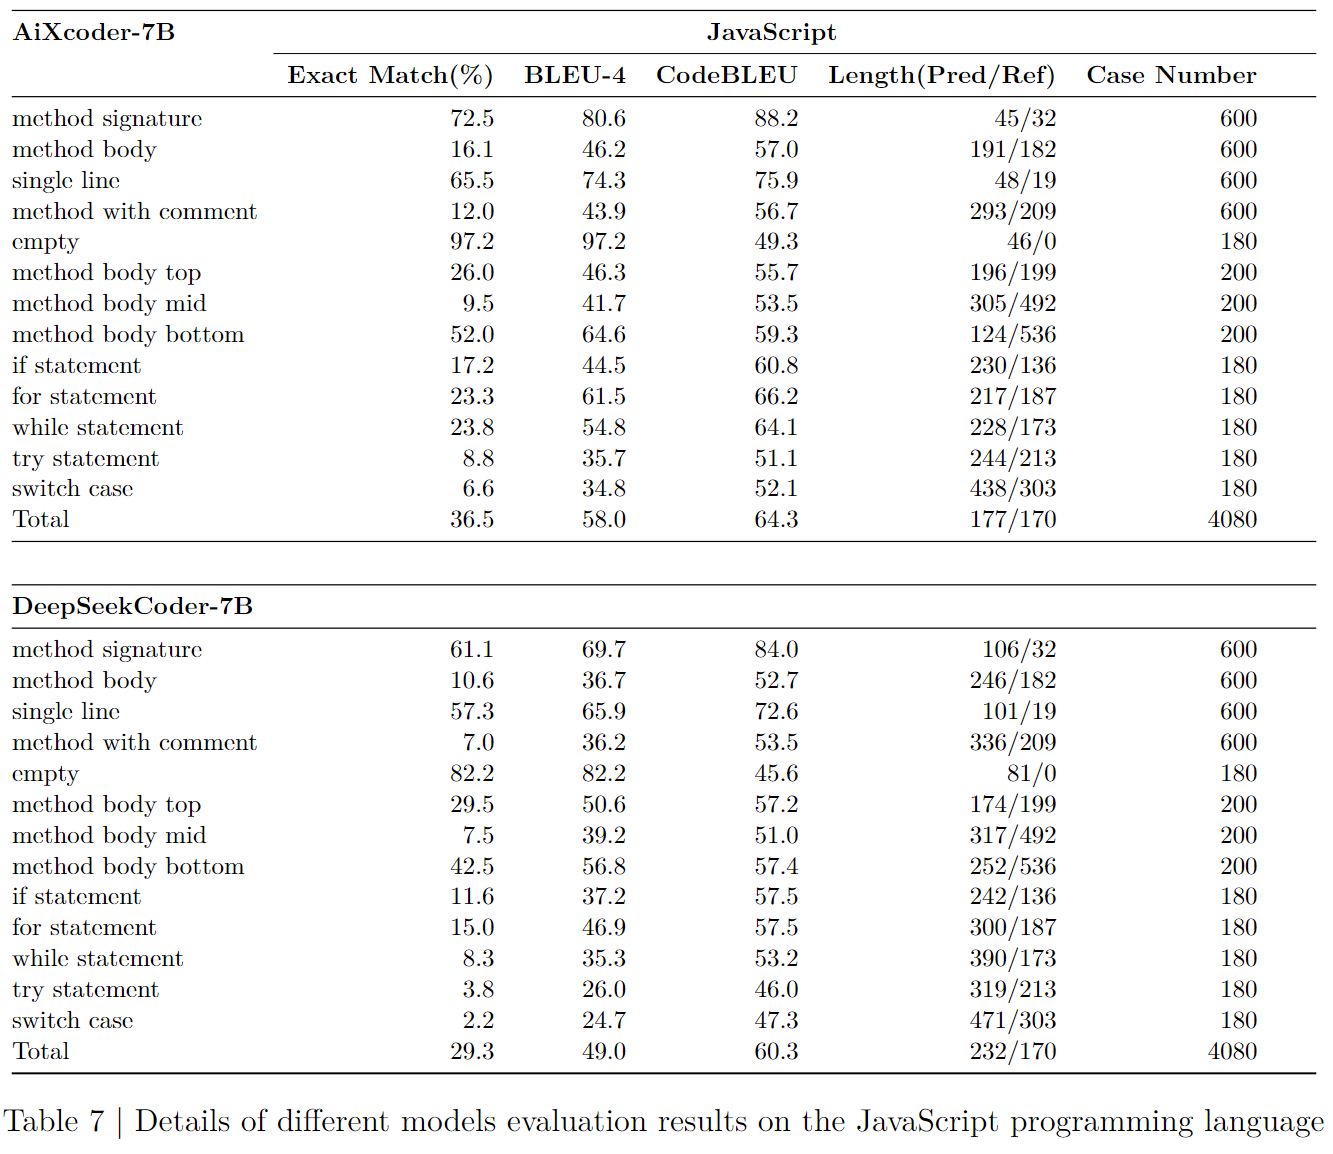 AiXcoder-7B JavaScript
Exact Match(%) BLEU-4 CodeBLEU Length(Pred/Ref) Case Number
method signature 72.5 80.6 88.2 45/32 600
method body 16.1 46.2 57.0 191/182 600
single line 65.5 74.3 75.9 48/19 600
method with comment 12.0 43.9 56.7 293/209 600
empty 97.2 97.2 49.3 46/0 180
method body top 26.0 46.3 55.7 196/199 200
method body mid 9.5 41.7 53.5 305/492 200
method body bottom 52.0 64.6 59.3 124/536 200
if statement 17.2 44.5 60.8 230/136 180
for statement 23.3 61.5 66.2 217/187 180
while statement 23.8 54.8 64.1 228/173 180
try statement 8.8 35.7 51.1 244/213 180
switch case 6.6 34.8 52.1 438/303 180
Total 36.5 58.0 64.3 177/170 4080
DeepSeekCoder-7B
method signature 61.1 69.7 84.0 106/32 600
method body 10.6 36.7 52.7 246/182 600
single line 57.3 65.9 72.6 101/19 600
method with comment 7.0 36.2 53.5 336/209 600
empty 82.2 82.2 45.6 81/0 180
method body top 29.5 50.6 57.2 174/199 200
method body mid 7.5 39.2 51.0 317/492 200
method body bottom 42.5 56.8 57.4 252/536 200
if statement 11.6 37.2 57.5 242/136 180
for statement 15.0 46.9 57.5 300/187 180
while statement 8.3 35.3 53.2 390/173 180
try statement 3.8 26.0 46.0 319/213 180
switch case 2.2 24.7 47.3 471/303 180
Total 29.3 49.0 60.3 232/170 4080
Table 7 | Details of different models evaluation results on the JavaScript programming language